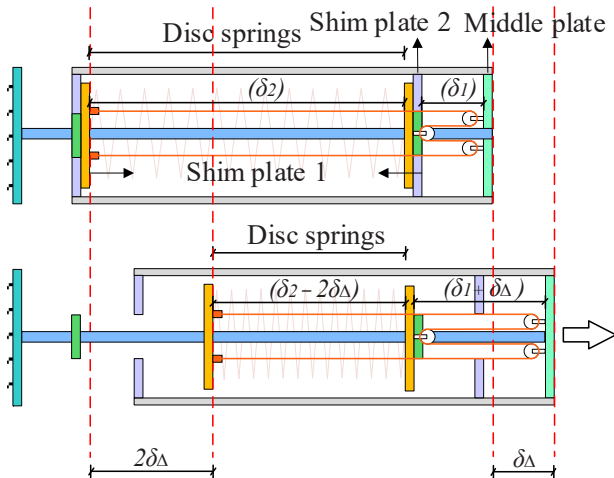 Shim plate 2 Middle plate
Disc springs
(δ2) (δ1)
Shim plate 1
Disc springs
(δ2 − 2δΔ) (δ1+ δΔ)
2δΔ δΔ